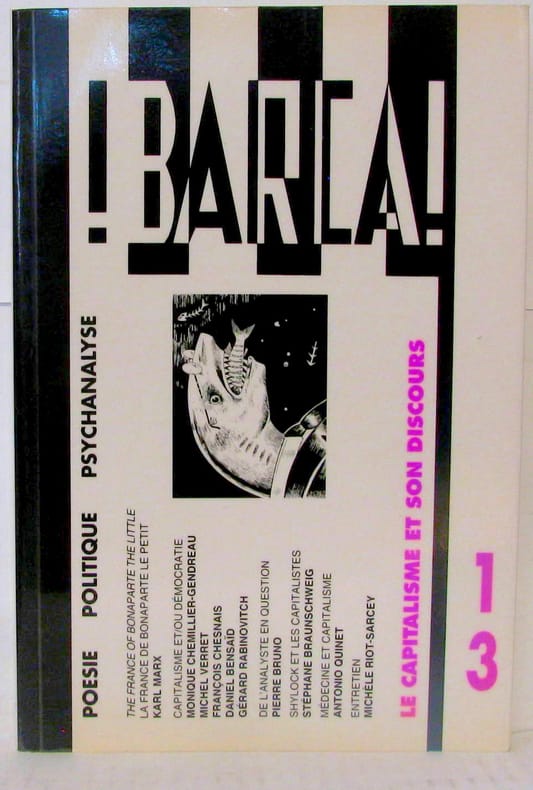 ! BARCA!
POESIE POLITIQUE PSYCHANALYSE
THE FRANCE OF BONAPARTE THE LITTLE
LA FRANCE DE BONAPARTE LE PETIT
KARL MARX
CAPITALISME ET/OU DÉMOCRATIE
MONIQUE CHEMILLIER-GENDREAU
MICHEL VERRET
FRANÇOIS CHESNAIS
DANIEL BENSAÏD
GÉRARD RABINOVITCH
DE L'ANALYSTE EN QUESTION
PIERRE BRUNO
SHYLOCK ET LES CAPITALISTES
STÉPHANE BRAUNSCHWEIG
MÉDECINE ET CAPITALISME
ANTONIO QUINET
ENTRETIEN
MICHÈLE RIOT-SARCEY
LE CAPITALISME ET SON DISCOURS
13